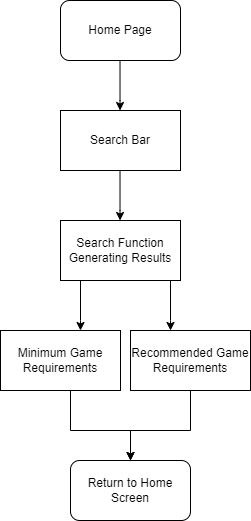 Home Page
Search Bar
Search Function
Generating Results
Minimum Game
Requirements
Recommended Game
Requirements
Return to Home
Screen